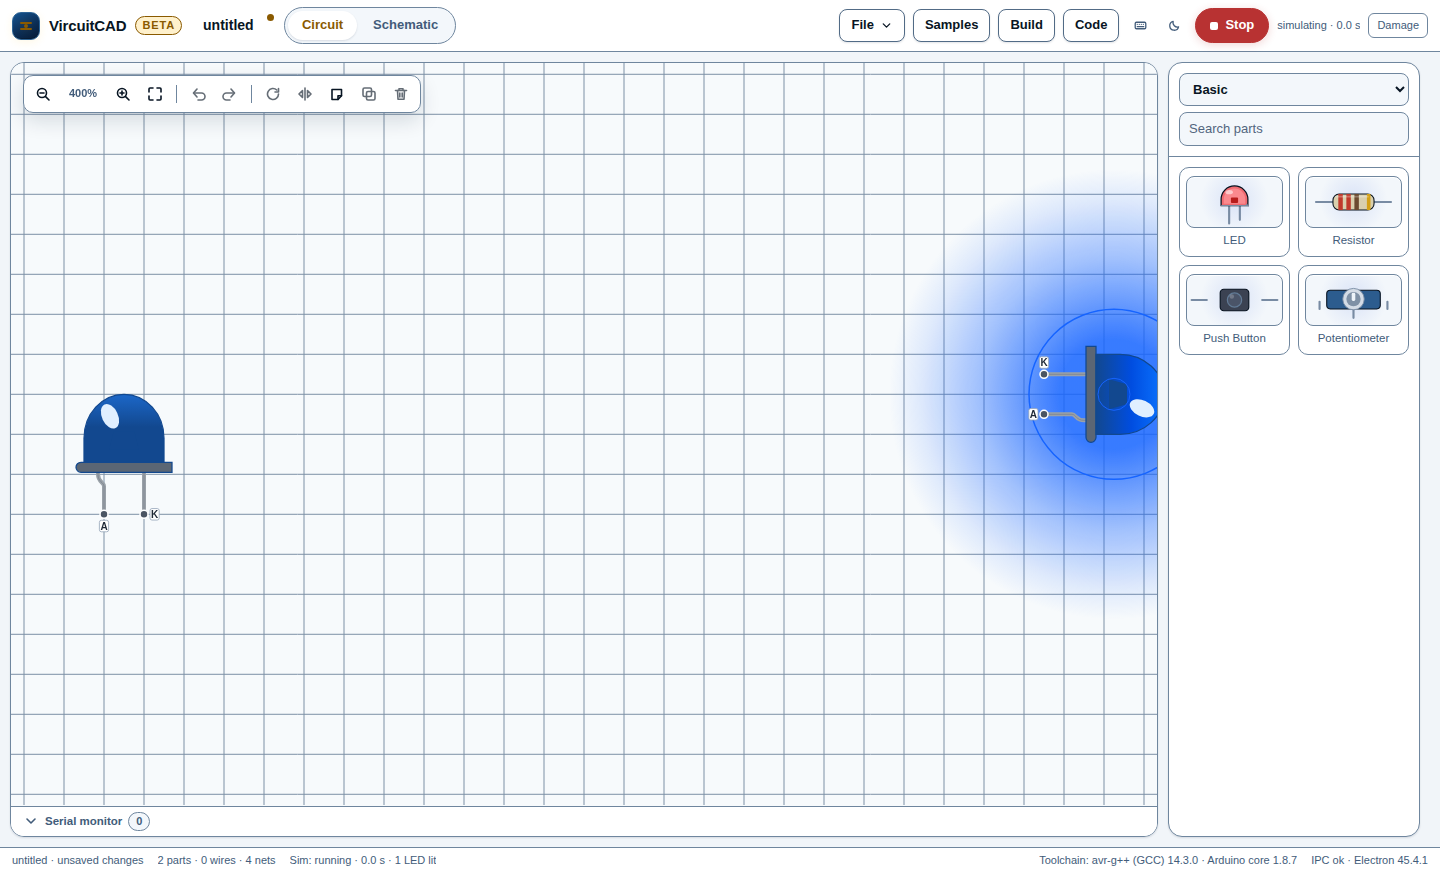 VircuitCAD BETA untitled Circuit Schematic File Samples Build Code Stop simulating · 0.0 s Damage
400%
Basic
Search parts
LED Resistor
Push Button Potentiometer
K
A
A K
Serial monitor 0
untitled · unsaved changes 2 parts · 0 wires · 4 nets Sim: running · 0.0 s · 1 LED lit Toolchain: avr-g++ (GCC) 14.3.0 · Arduino core 1.8.7 IPC ok · Electron 45.4.1